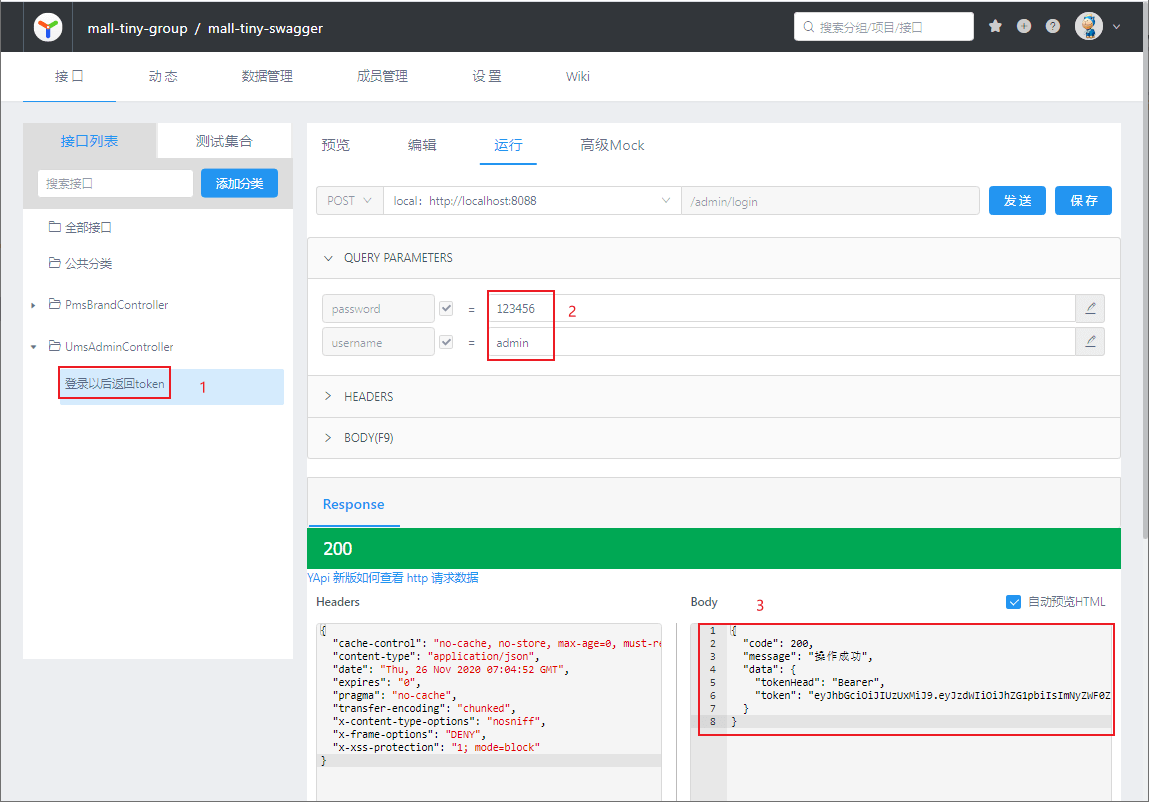 mall-tiny-group / mall-tiny-swagger
搜索分组/项目/接口
接口 动态 数据管理 成员管理 设置 Wiki
接口列表 测试集合
搜索接口 添加分类
全部接口
公共分类
PmsBrandController
UmsAdminController
登录以后返回token 1
预览 编辑 运行 高级Mock
POST local：http://localhost:8088 /admin/login 发送 保存
QUERY PARAMETERS
password = 123456 2
username = admin
HEADERS
BODY(F9)
Response
200
YApi 新版如何查看 http 请求数据
Headers
{
"cache-control": "no-cache, no-store, max-age=0, must-re
"content-type": "application/json",
"date": "Thu, 26 Nov 2020 07:04:52 GMT",
"expires": "0",
"pragma": "no-cache",
"transfer-encoding": "chunked",
"x-content-type-options": "nosniff",
"x-frame-options": "DENY",
"x-xss-protection": "1; mode=block"
}
Body 3 自动预览HTML
1 {
2 "code": 200,
3 "message": "操作成功",
4 "data": {
5 "tokenHead": "Bearer",
6 "token": "eyJhbGciOiJIUzUxMiJ9.eyJzdWIiOiJhZG1pbiIsImNyZWF0Z
7 }
8 }